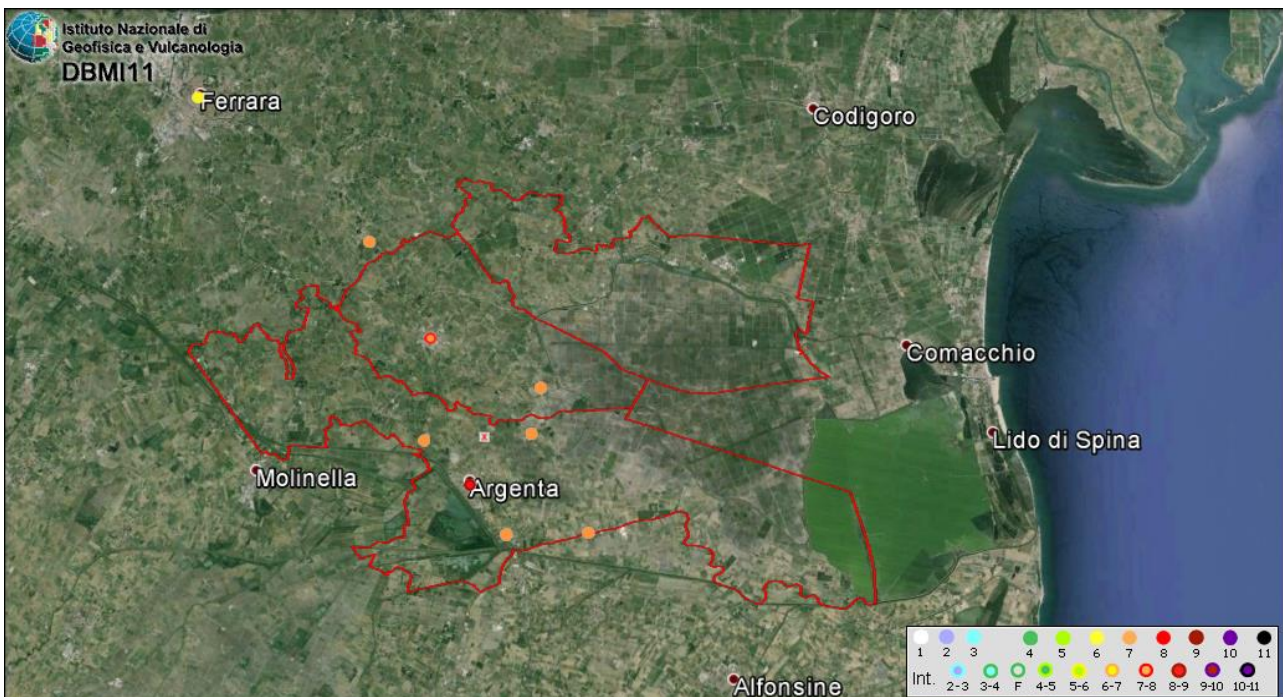 Istituto Nazionale di
Geofisica e Vulcanologia
DBMI11
Ferrara
Codigoro
Comacchio
Lido di Spina
Molinella
Argenta
x
Alfonsine
1 2 3 4 5 6 7 8 9 10 11
Int. 2-3 3-4 F 4-5 5-6 6-7 7-8 8-9 9-10 10-11